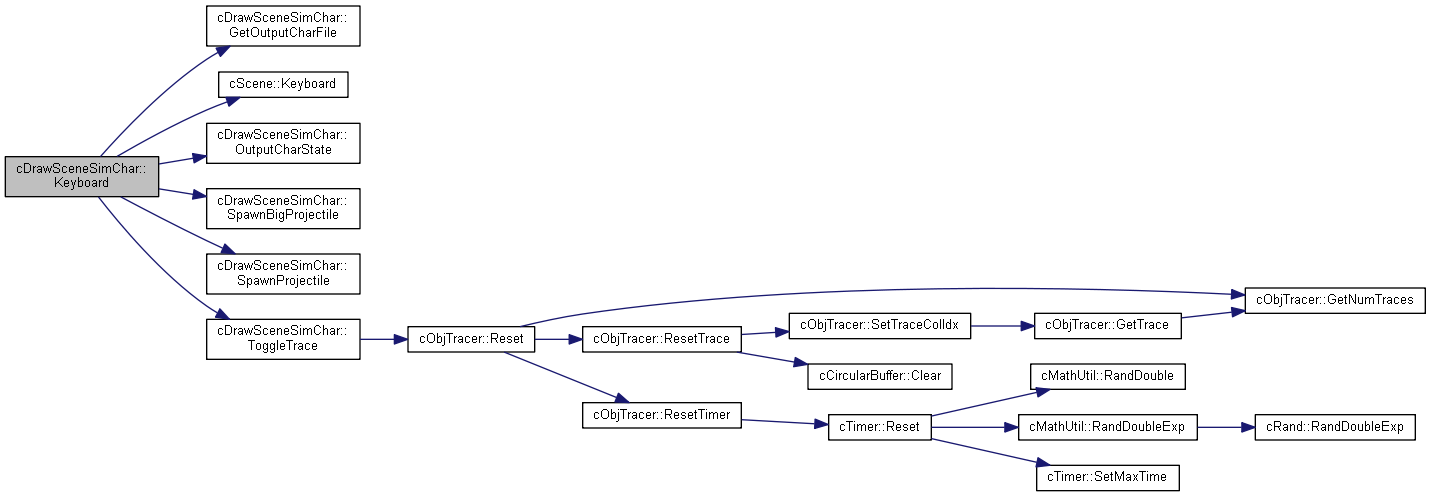 cDrawSceneSimChar::
Keyboard
cDrawSceneSimChar::
GetOutputCharFile
cScene::Keyboard
cDrawSceneSimChar::
OutputCharState
cDrawSceneSimChar::
SpawnBigProjectile
cDrawSceneSimChar::
SpawnProjectile
cDrawSceneSimChar::
ToggleTrace
cObjTracer::Reset
cObjTracer::GetNumTraces
cObjTracer::ResetTrace
cObjTracer::SetTraceColIdx
cObjTracer::GetTrace
cCircularBuffer::Clear
cObjTracer::ResetTimer
cTimer::Reset
cMathUtil::RandDouble
cMathUtil::RandDoubleExp
cRand::RandDoubleExp
cTimer::SetMaxTime